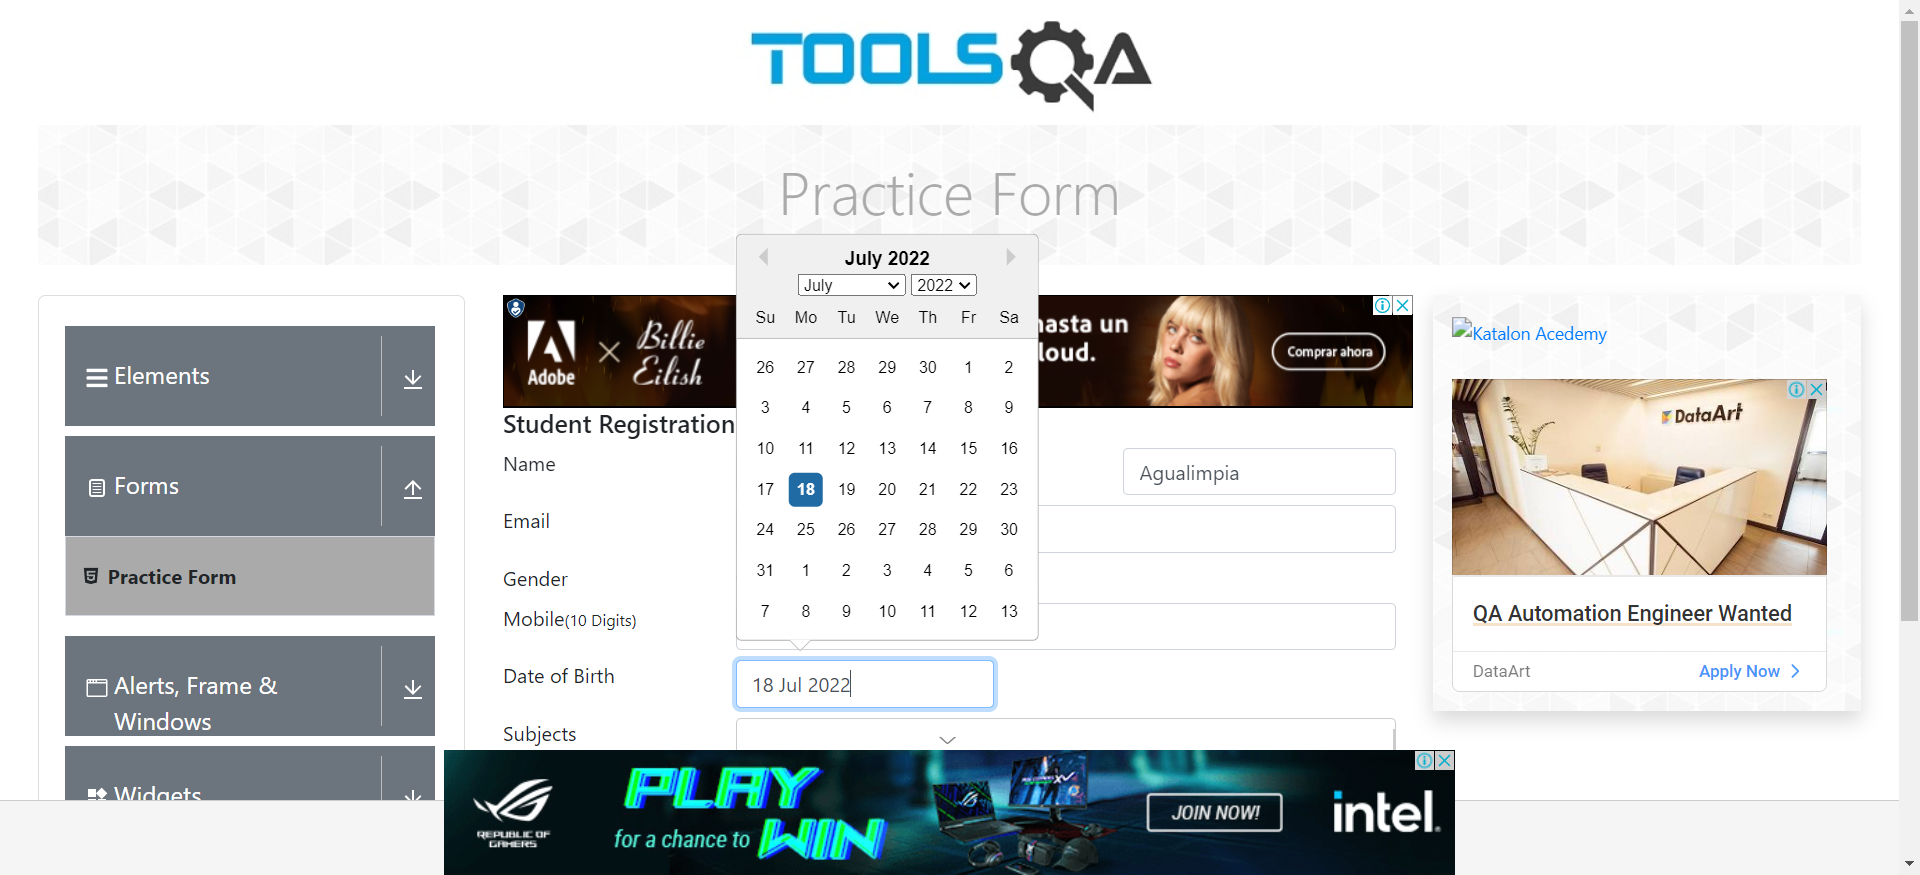 TOOLSQA
Practice Form
Elements
Forms
Practice Form
Alerts, Frame &
Windows
Widgets
Adobe
×
Billie
Eilish
asta un
loud.
Comprar ahora
Student Registration
Name
Agualimpia
Email
Gender
Mobile(10 Digits)
Date of Birth
18 Jul 2022
Subjects
July 2022
July 2022
Su Mo Tu We Th Fr Sa
26 27 28 29 30 1 2
3 4 5 6 7 8 9
10 11 12 13 14 15 16
17 18 19 20 21 22 23
24 25 26 27 28 29 30
31 1 2 3 4 5 6
7 8 9 10 11 12 13
Katalon Acedemy
DataArt
QA Automation Engineer Wanted
DataArt
Apply Now
REPUBLIC OF
GAMERS
PLAY
for a chance to WIN
JOIN NOW!
intel.